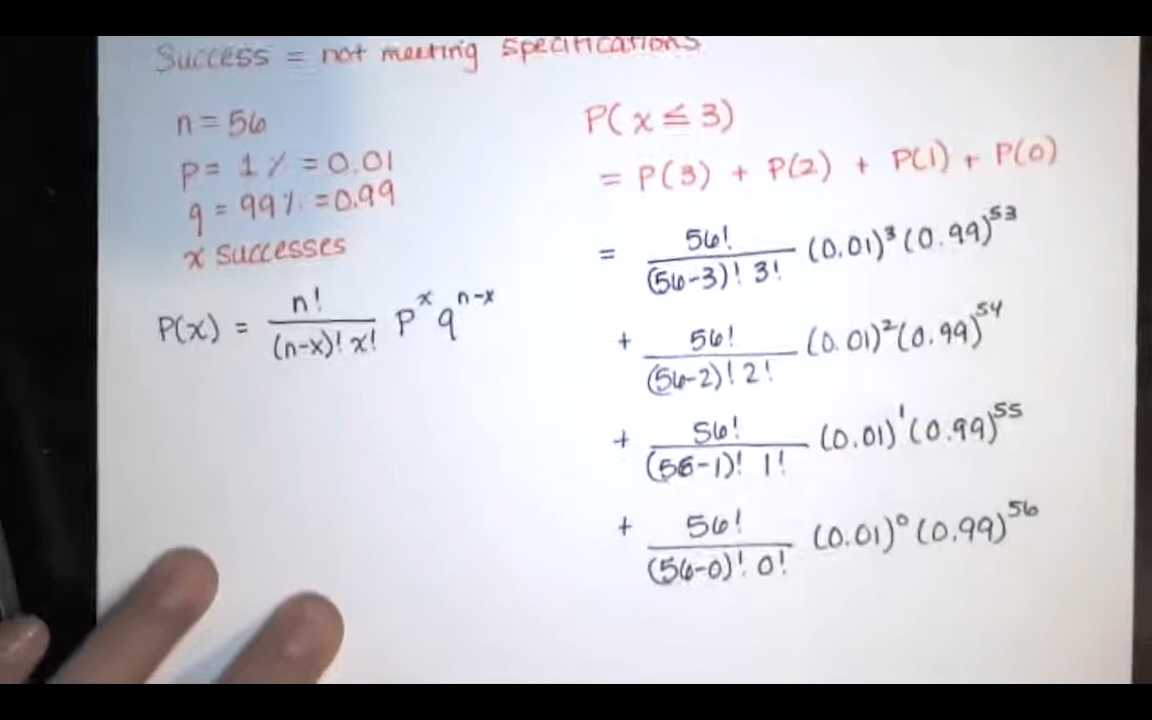 Success = not meeting specifications
n = 56
p = 1 % = 0.01
q = 99 % = 0.99
x successes
P(x) = n! / (n-x)! x! p^x q^(n-x)
P( x ≤ 3)
= P(3) + P(2) + P(1) + P(0)
= 56! / (56-3)! 3! (0.01)^3 (0.99)^53
+ 56! / (56-2)! 2! (0.01)^2 (0.99)^54
+ 56! / (56-1)! 1! (0.01)^1 (0.99)^55
+ 56! / (56-0)! 0! (0.01)^0 (0.99)^56